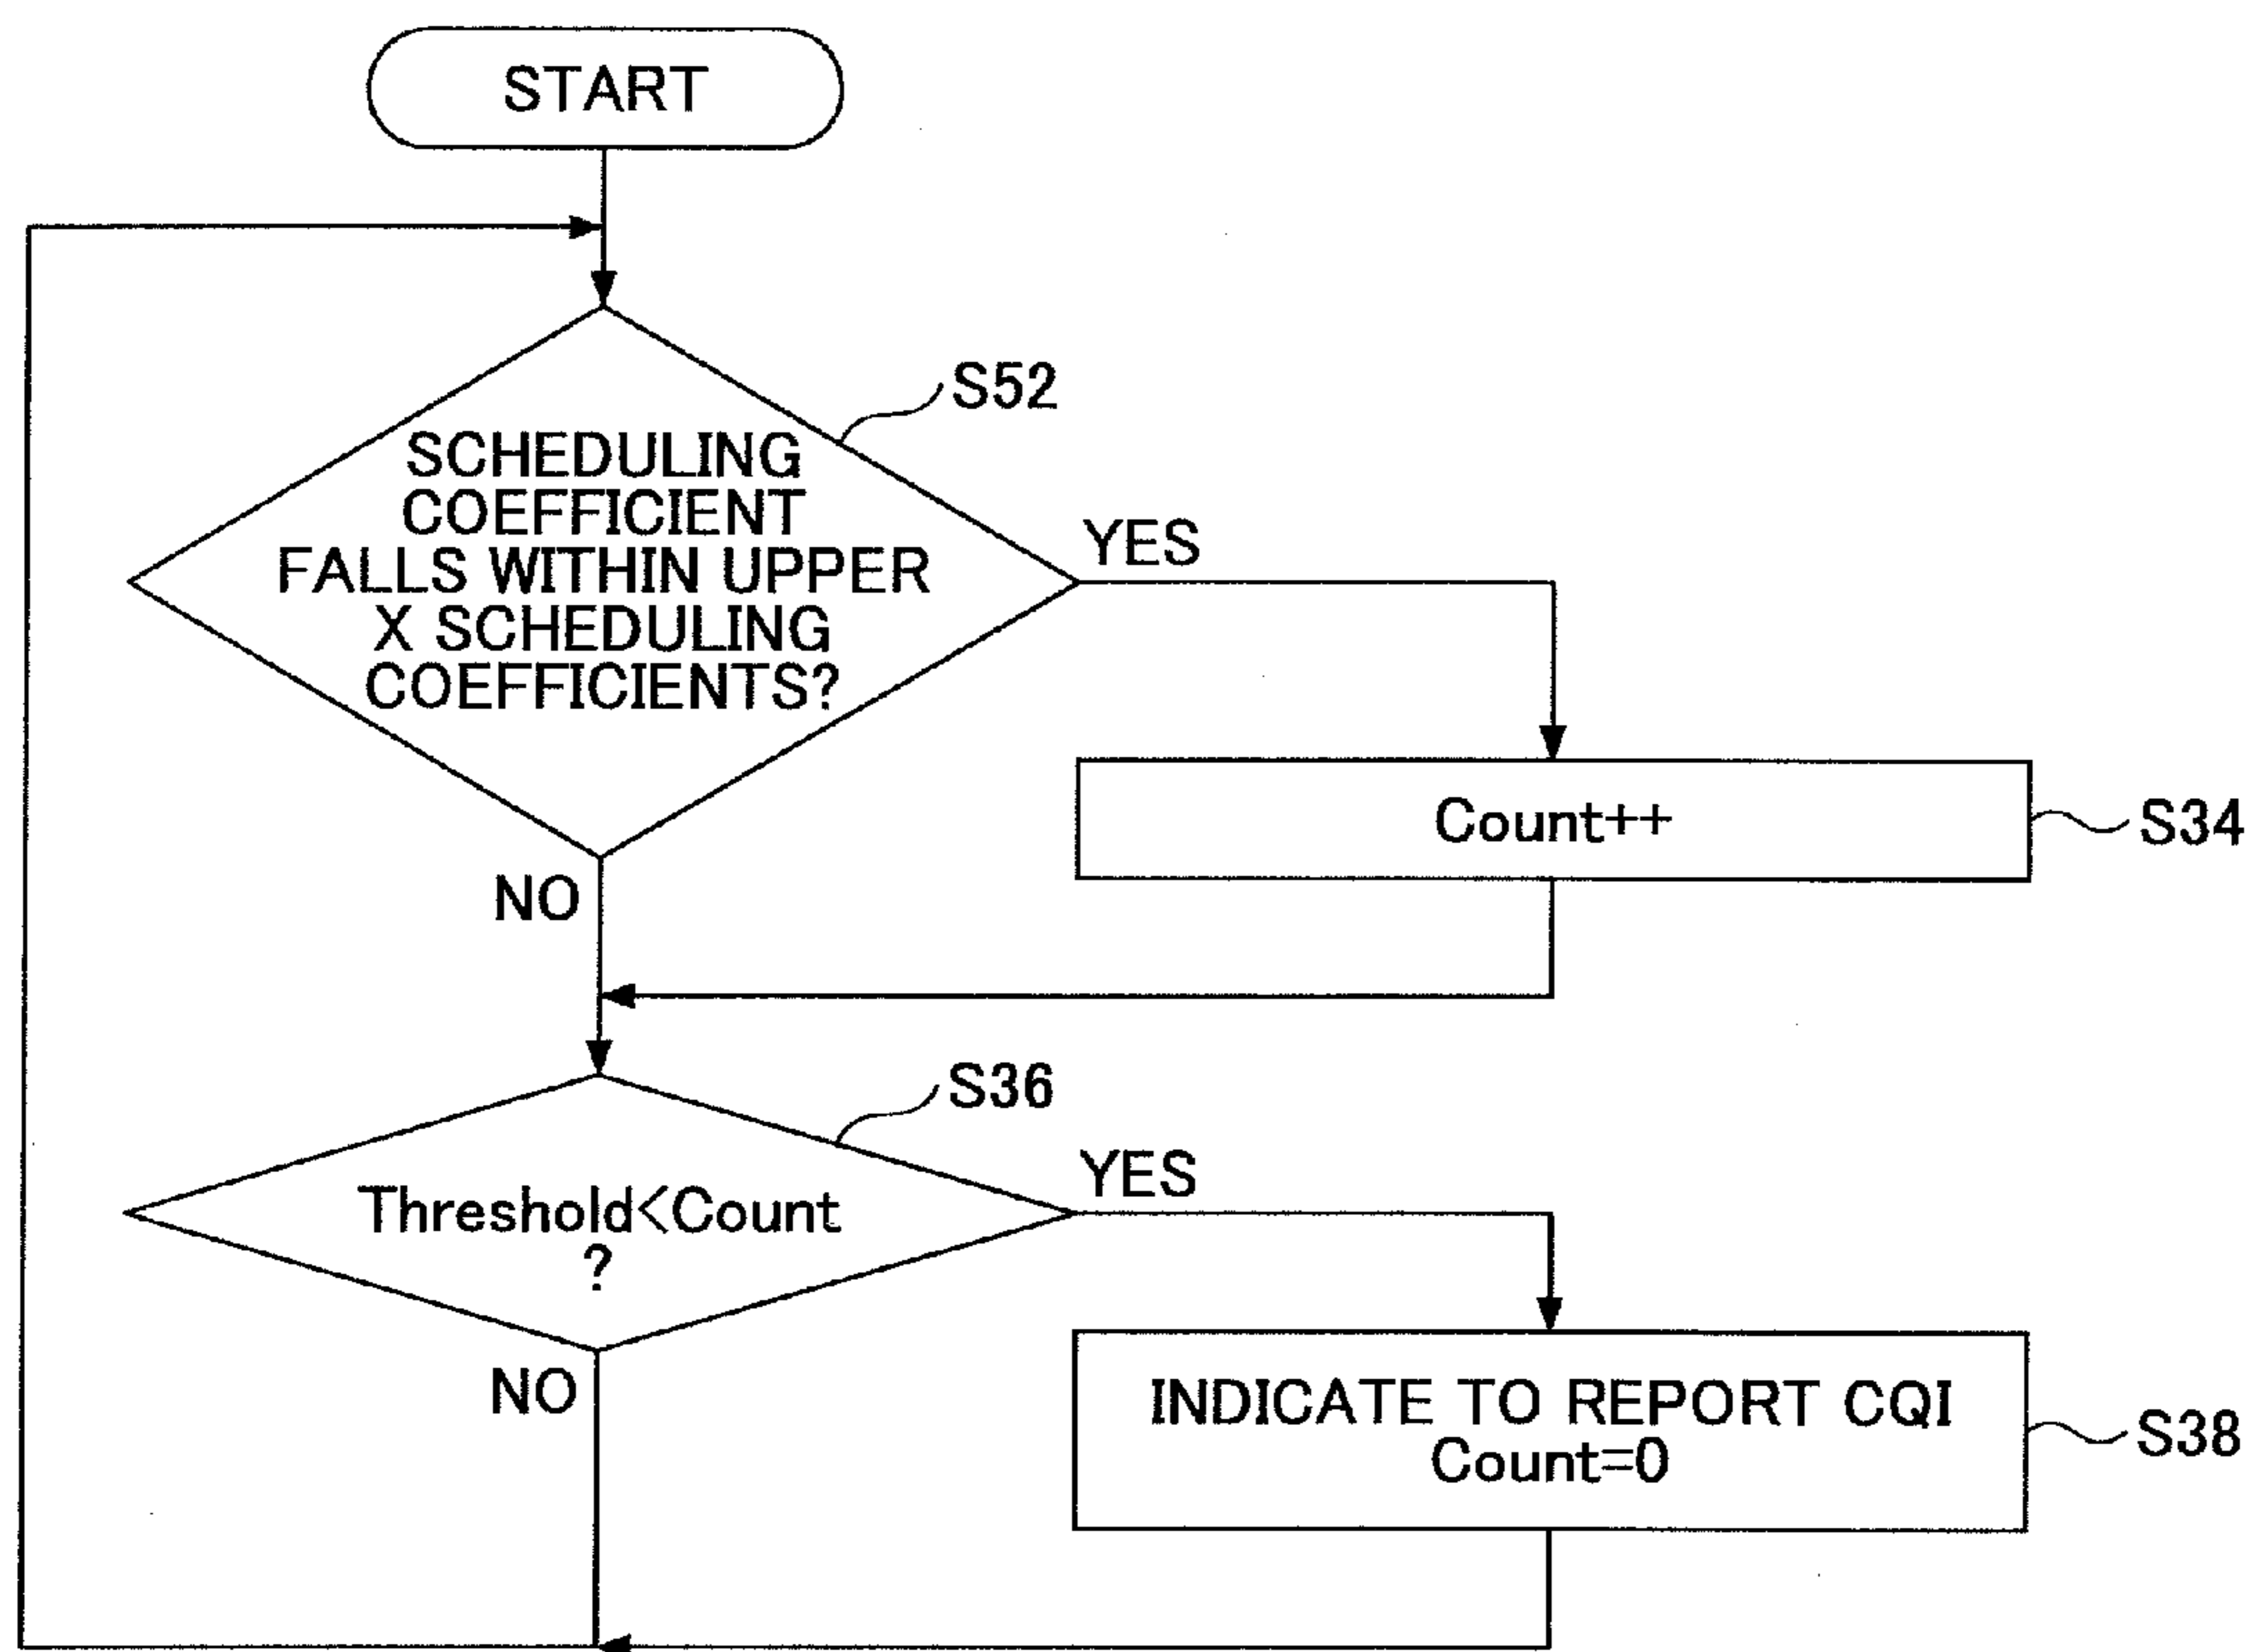 START
S52
SCHEDULING
COEFFICIENT
FALLS WITHIN UPPER
X SCHEDULING
COEFFICIENTS?
YES
Count++
S34
NO
S36
Threshold<Count
?
YES
NO
INDICATE TO REPORT CQI
Count=0
S38